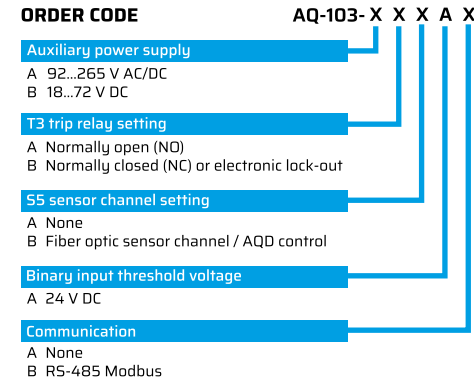 ORDER CODE AQ-103- X X X A X
Auxiliary power supply
A 92...265 V AC/DC
B 18...72 V DC
T3 trip relay setting
A Normally open (NO)
B Normally closed (NC) or electronic lock-out
S5 sensor channel setting
A None
B Fiber optic sensor channel / AQD control
Binary input threshold voltage
A 24 V DC
Communication
A None
B RS-485 Modbus